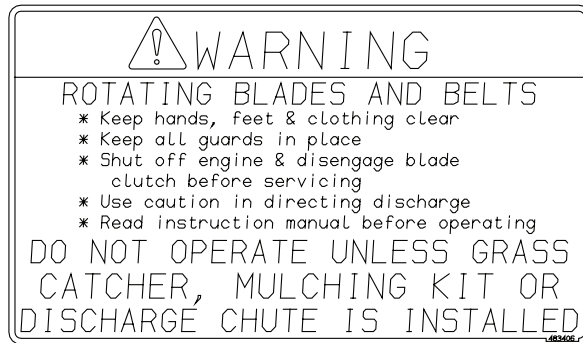 WARNING
ROTATING BLADES AND BELTS
* Keep hands, feet & clothing clear
* Keep all guards in place
* Shut off engine & disengage blade
clutch before servicing
* Use caution in directing discharge
* Read instruction manual before operating
DO NOT OPERATE UNLESS GRASS
CATCHER, MULCHING KIT OR
DISCHARGE CHUTE IS INSTALLED
483406